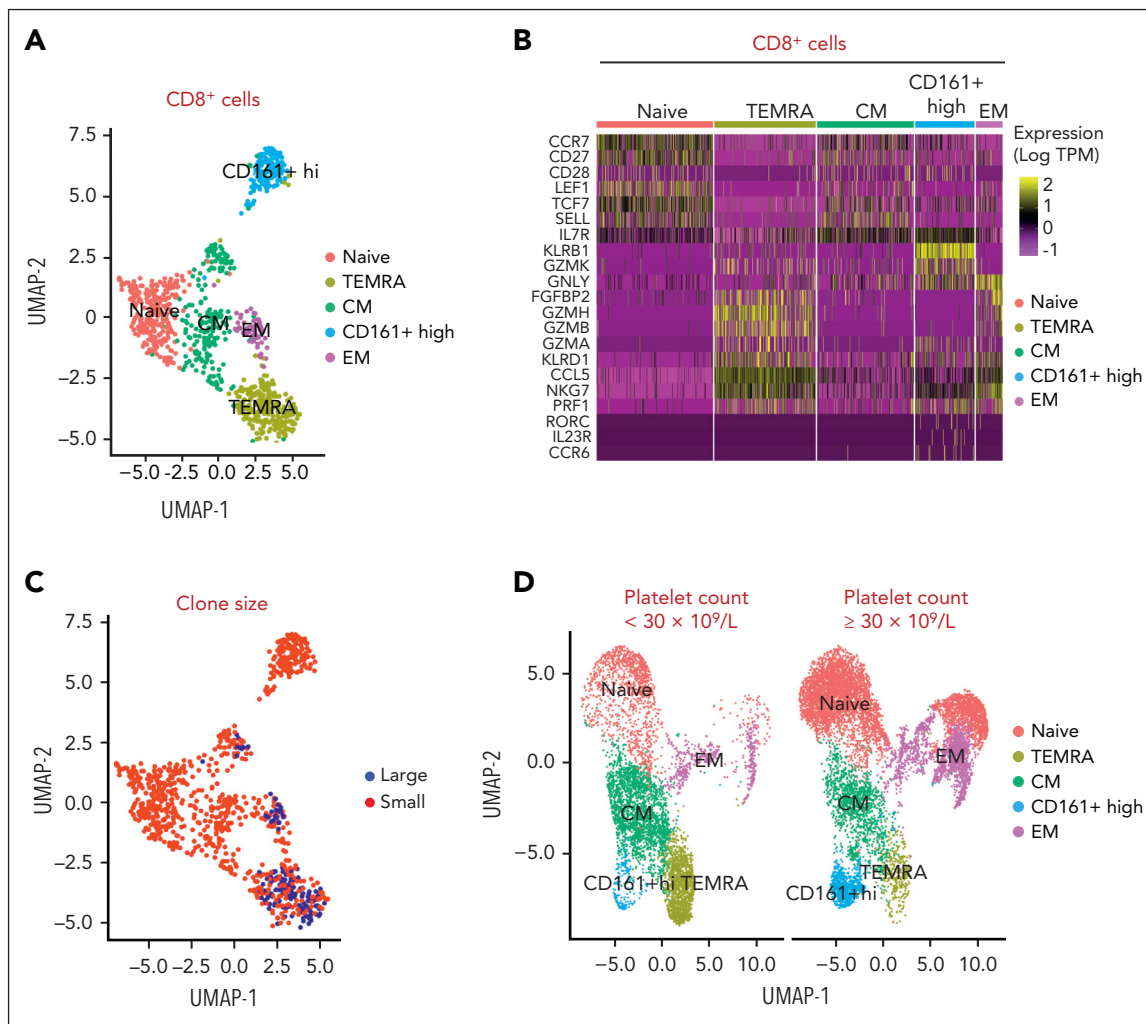 A
CD8⁺ cells
7.5
5.0
2.5
0
−2.5
−5.0
UMAP-2
CD161+ hi
Naive
CM
EM
TEMRA
−5.0 −2.5 0.0 2.5 5.0
UMAP-1
Naive
TEMRA
CM
CD161+ high
EM
B
CD8⁺ cells
Naive TEMRA CM CD161+ high EM
CCR7
CD27
CD28
LEF1
TCF7
SELL
IL7R
KLRB1
GZMK
GNLY
FGFBP2
GZMH
GZMB
GZMA
KLRD1
CCL5
NKG7
PRF1
RORC
IL23R
CCR6
Expression
(Log TPM)
2
1
0
-1
Naive
TEMRA
CM
CD161+ high
EM
C
Clone size
7.5
5.0
2.5
0.0
−2.5
−5.0
UMAP-2
−5.0 −2.5 0.0 2.5 5.0
UMAP-1
Large
Small
D
Platelet count
< 30 × 10⁹/L
Platelet count
≥ 30 × 10⁹/L
5.0
0.0
−5.0
UMAP-2
Naive
EM
CM
CD161+hi TEMRA
Naive
EM
CM
TEMRA
CD161+hi
−5.0 0.0 5.0 10.0
−5.0 0.0 5.0 10.0
UMAP-1
Naive
TEMRA
CM
CD161+ high
EM